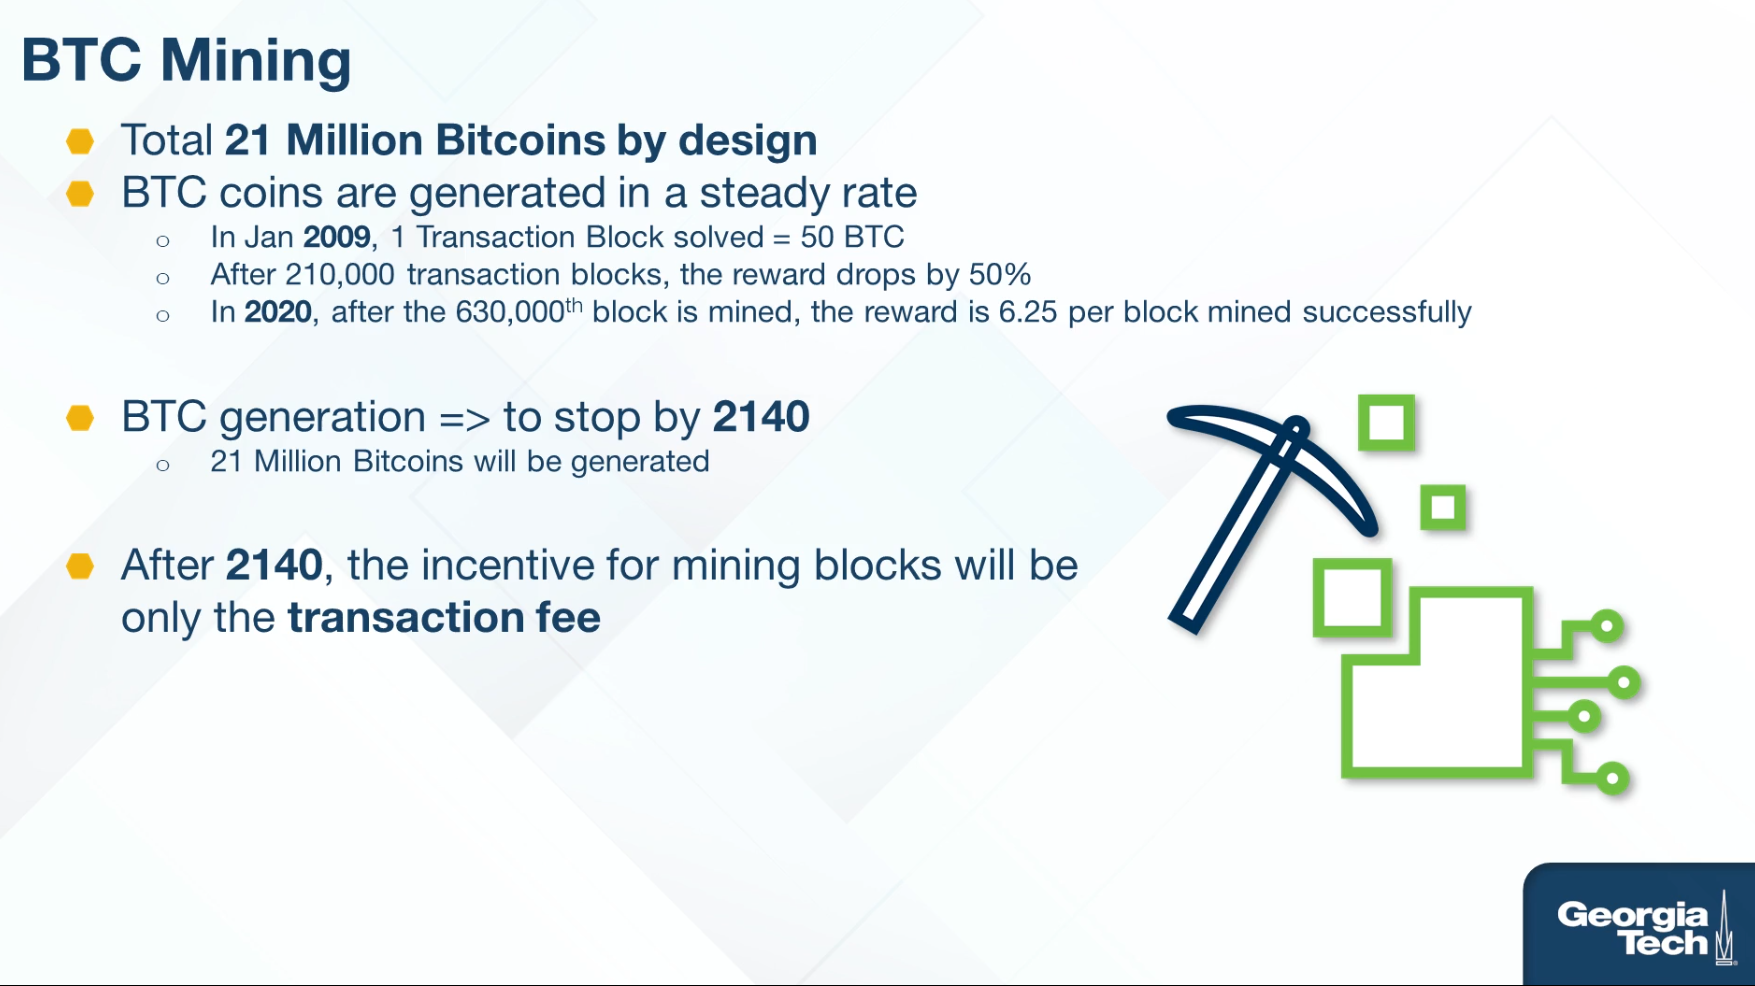 BTC Mining
Total 21 Million Bitcoins by design
BTC coins are generated in a steady rate
In Jan 2009, 1 Transaction Block solved = 50 BTC
After 210,000 transaction blocks, the reward drops by 50%
In 2020, after the 630,000th block is mined, the reward is 6.25 per block mined successfully
BTC generation => to stop by 2140
21 Million Bitcoins will be generated
After 2140, the incentive for mining blocks will be
only the transaction fee
Georgia
Tech